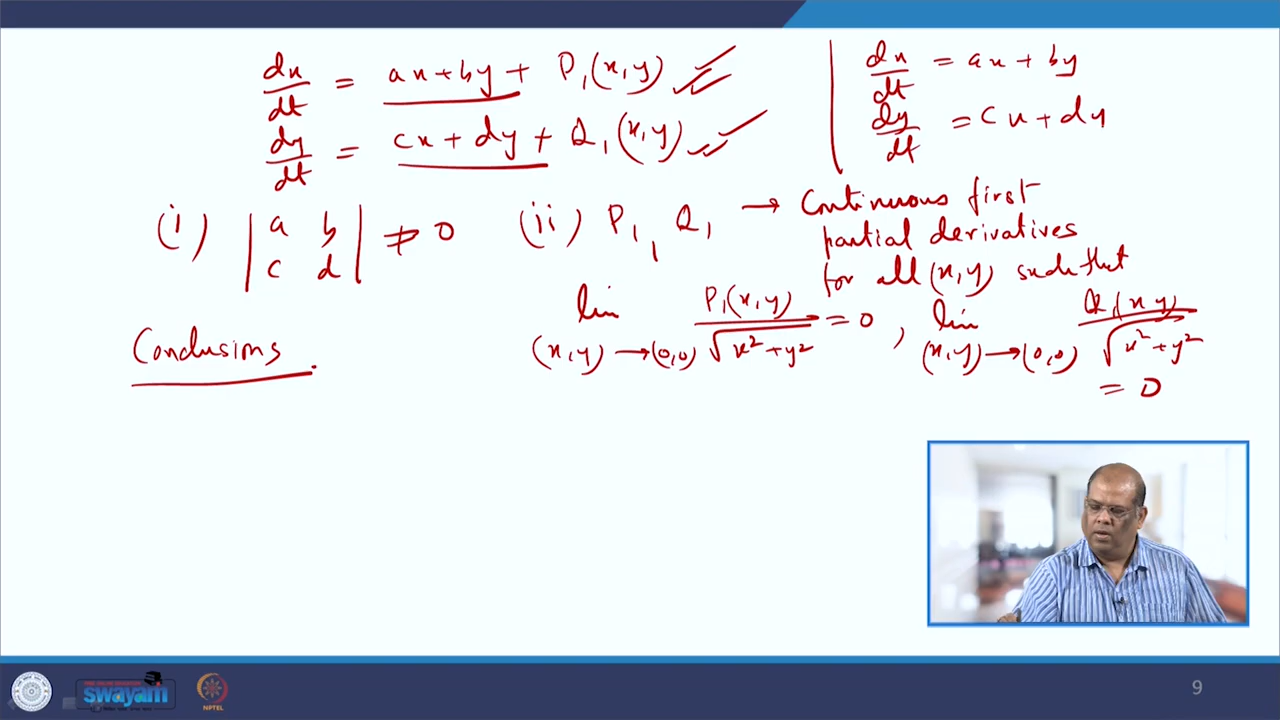 dx/dt = ax + by + P₁(x,y)
dy/dt = cx + dy + Q₁(x,y)
dx/dt = ax + by
dy/dt = cx + dy
(i) | a b | ≠ 0
| c d |
(ii) P₁, Q₁ → Continuous first
partial derivatives
for all (x,y) such that
lim (x,y)→(0,0) P₁(x,y)/√x²+y² = 0, lim (x,y)→(0,0) Q₁(x,y)/√x²+y²
= 0
Conclusions.
swayam
NPTEL
9